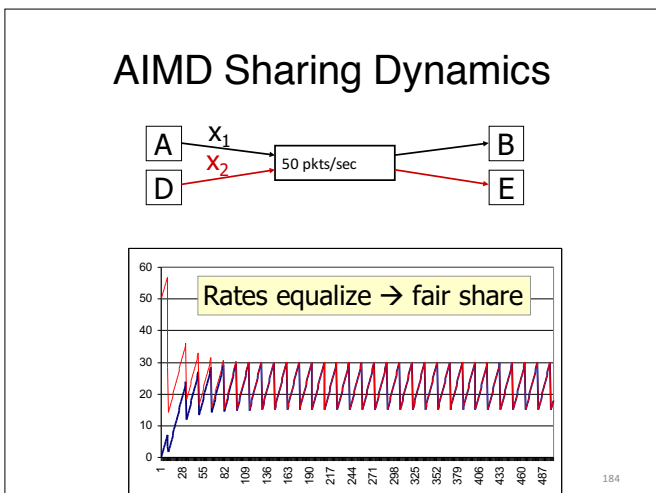 AIMD Sharing Dynamics
A
x1
B
50 pkts/sec
D
x2
E
60
50
40
30
20
10
0
Rates equalize → fair share
1 28 55 82 109 136 163 190 217 244 271 298 325 352 379 406 433 460 487
184